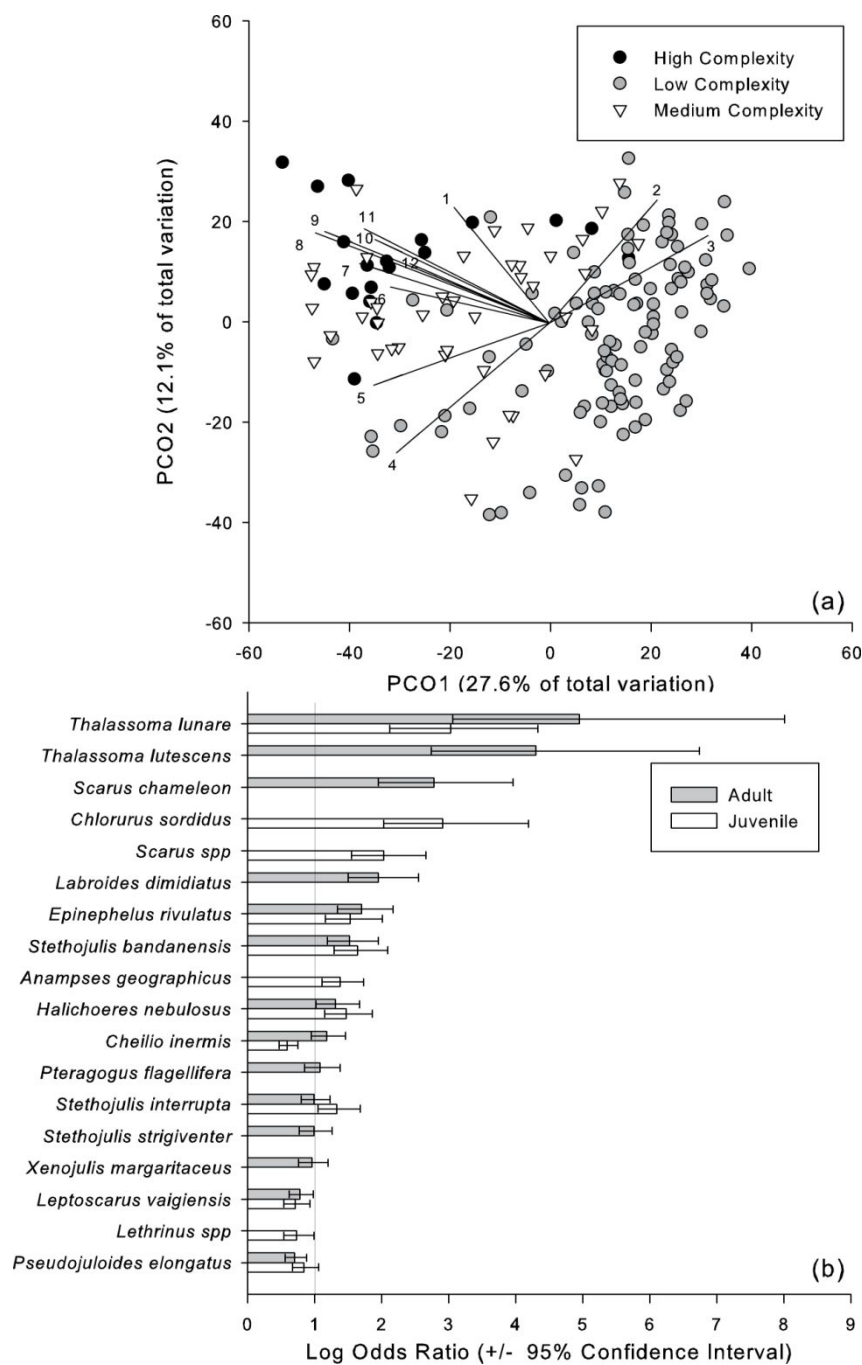 60
High Complexity
Low Complexity
Medium Complexity
40
20
0
-20
-40
-60
PCO2 (12.1% of total variation)
1
2
3
9
11
8
10
7
12
6
5
4
(a)
-60 -40 -20 0 20 40 60
PCO1 (27.6% of total variation)
Thalassoma lunare
Thalassoma lutescens
Scarus chameleon
Chlorurus sordidus
Scarus spp
Labroides dimidiatus
Epinephelus rivulatus
Stethojulis bandanensis
Anampses geographicus
Halichoeres nebulosus
Cheilio inermis
Pteragogus flagellifera
Stethojulis interrupta
Stethojulis strigiventer
Xenojulis margaritaceus
Leptoscarus vaigiensis
Lethrinus spp
Pseudojuloides elongatus
Adult
Juvenile
(b)
0 1 2 3 4 5 6 7 8 9
Log Odds Ratio (+/- 95% Confidence Interval)